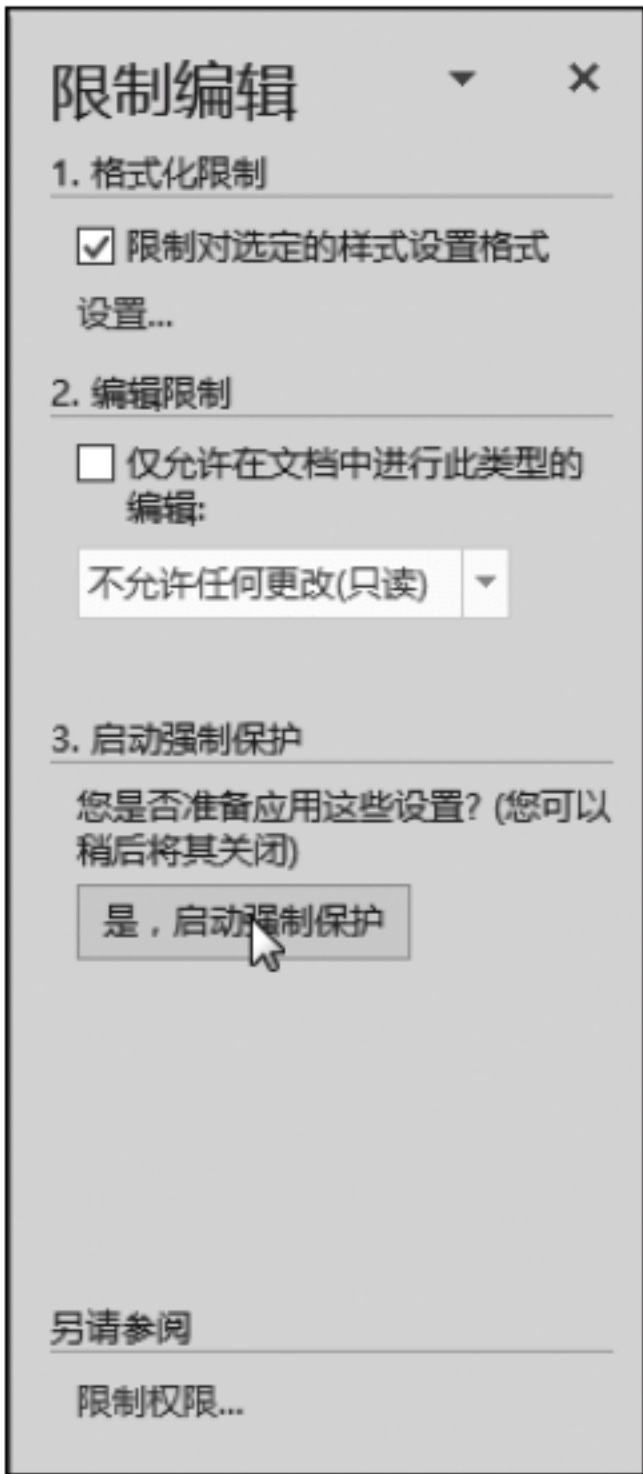 限制编辑
1. 格式化限制
限制对选定的样式设置格式
设置...
2. 编辑限制
仅允许在文档中进行此类型的
编辑:
不允许任何更改(只读)
3. 启动强制保护
您是否准备应用这些设置? (您可以
稍后将其关闭)
是，启动强制保护
另请参阅
限制权限...